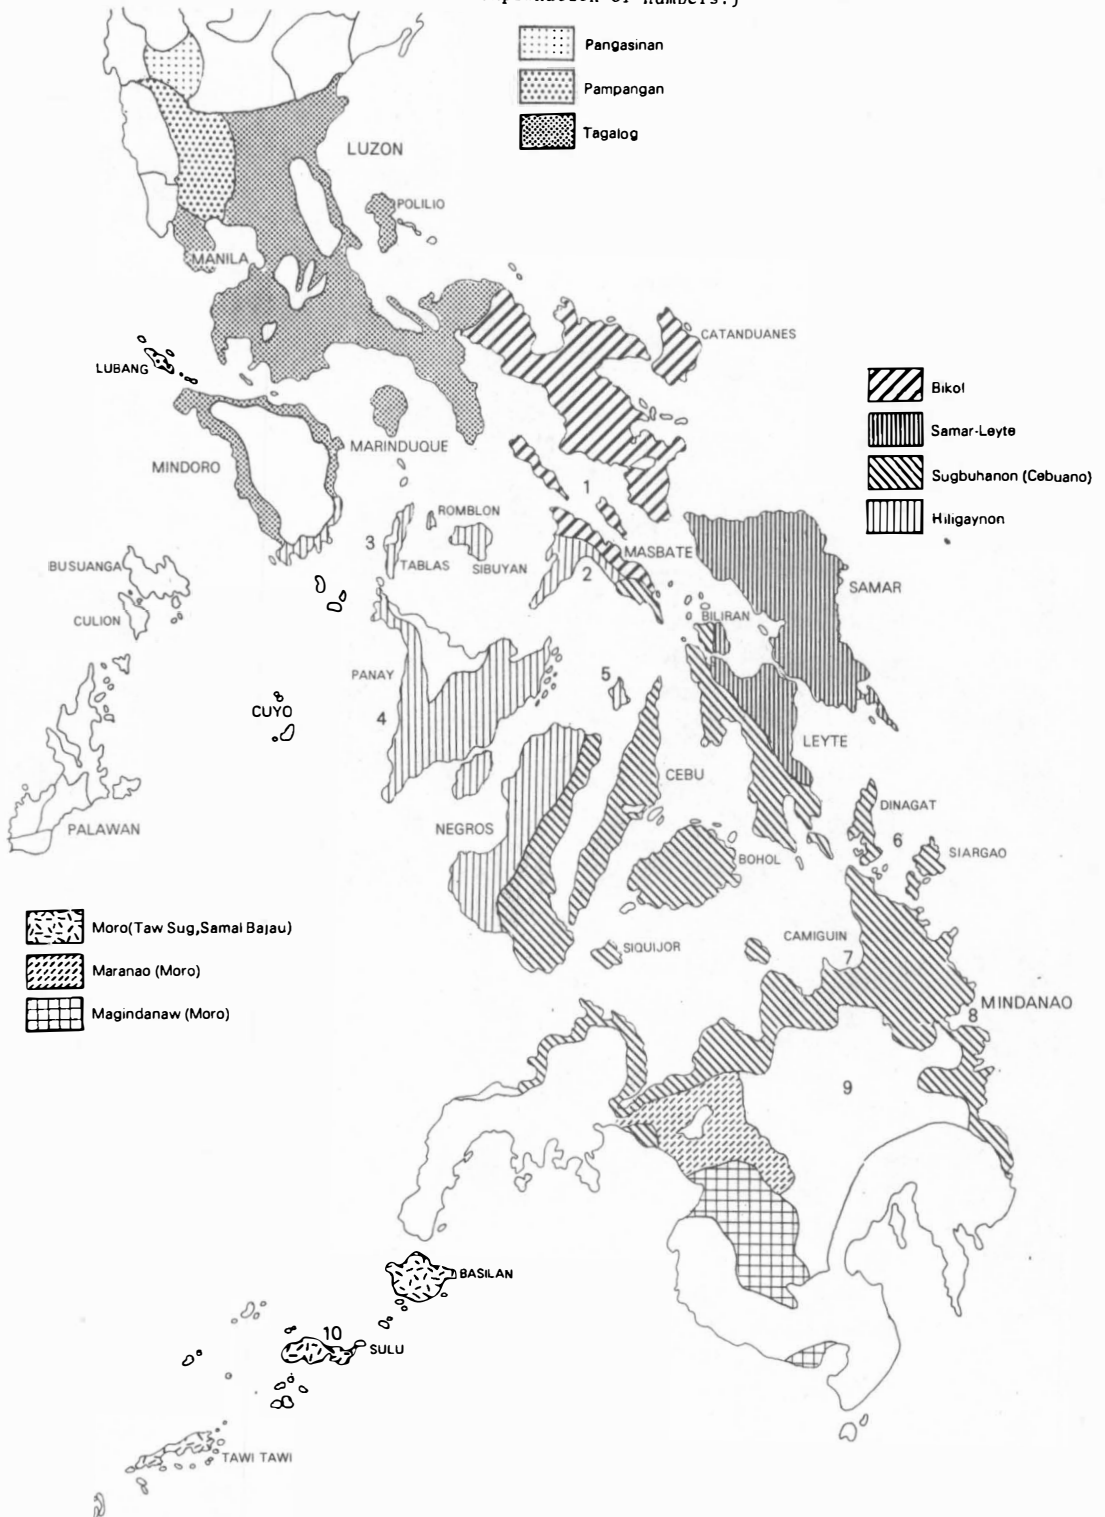 Pangasinan
Pampangan
Tagalog
LUZON
POLILIO
MANILA
CATANDUANES
LUBANG
Bikol
Samar-Leyte
Sugbuhanon (Cebuano)
Hiligaynon
MARINDUQUE
MINDORO
1
ROMBLON
3
TABLAS
SIBUYAN
MASBATE
2
BUSUANGA
SAMAR
CULION
BILIRAN
PANAY
5
CUYO
4
LEYTE
CEBU
DINAGAT
PALAWAN
NEGROS
6
SIARGAO
BOHOL
Moro(Taw Sug,Samal Bajau)
Maranao (Moro)
Magindanaw (Moro)
SIQUIJOR
CAMIGUIN
7
MINDANAO
8
9
BASILAN
10
SULU
TAWI TAWI